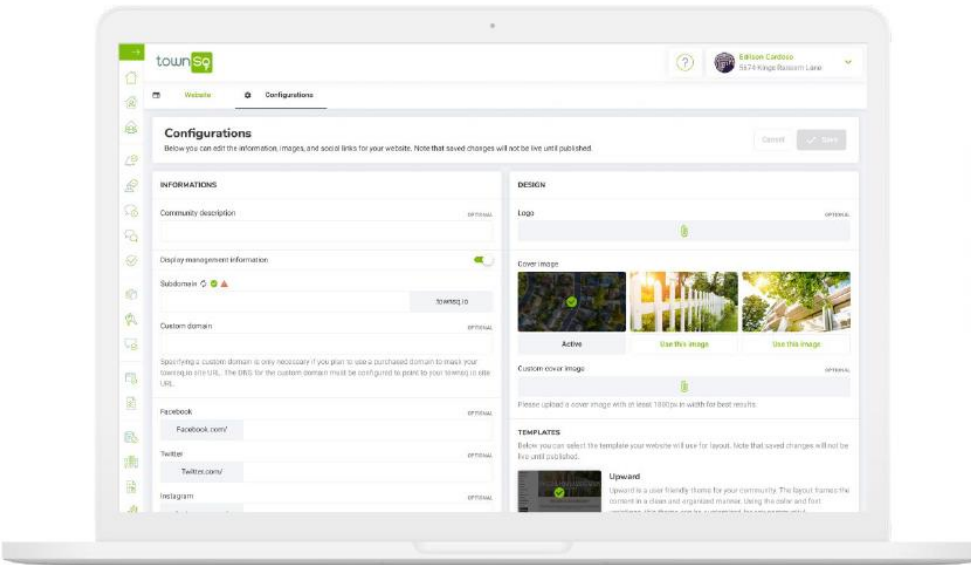 townsq
?
Edison Cardoso
5674 Kings Blossom Lane
Website
Configurations
Configurations
Below you can edit the information, images, and social links for your website. Note that saved changes will not be live until published.
Cancel
Save
INFORMATIONS
Community description
OPTIONAL
Display management information
Subdomain
.townsq.io
Custom domain
OPTIONAL
Specifying a custom domain is only necessary if you plan to use a purchased domain to mask your
townsq.io site URL. The DNS for the custom domain must be configured to point to your townsq.io site
URL.
Facebook
OPTIONAL
Facebook.com/
Twitter
OPTIONAL
Twitter.com/
Instagram
OPTIONAL
DESIGN
Logo
OPTIONAL
Cover image
Active
Use this image
Use this image
Custom cover image
OPTIONAL
Please upload a cover image with at least 1800px in width for best results.
TEMPLATES
Below you can select the template your website will use for layout. Note that saved changes will not be
live until published.
Upward
Upward is a user friendly theme for your community. The layout frames the
content in a clean and organized manner. Using the color and font